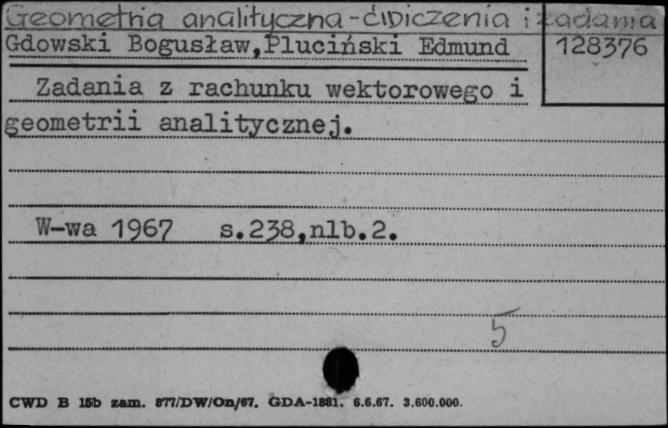 Geometria analityczna - ćwiczenia i zadania
Gdowski Bogusław,Pluciński Edmund 128376
Zadania z rachunku wektorowego i
geometrii analitycznej.
W-wa 1967 s.238,nlb.2.
5
CWD B 15b zam. 877/DW/On/67. GDA-1881. 6.6.67. 3.600.000.